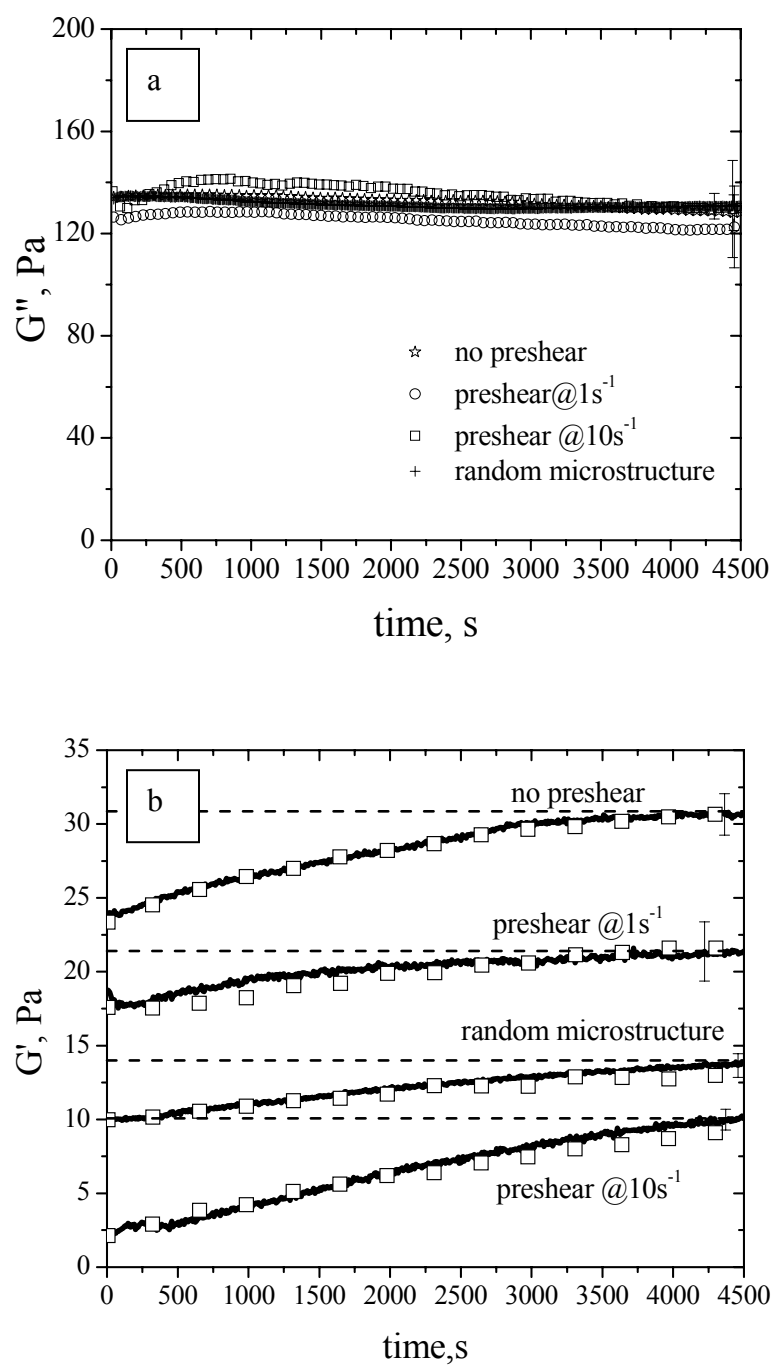 200
a
160
120
80
40
0
G", Pa
no preshear
preshear@1s⁻¹
preshear @10s⁻¹
random microstructure
0 500 1000 1500 2000 2500 3000 3500 4000 4500
time, s
35
b
30
25
20
15
10
5
0
G', Pa
no preshear
preshear @1s⁻¹
random microstructure
preshear @10s⁻¹
0 500 1000 1500 2000 2500 3000 3500 4000 4500
time,s